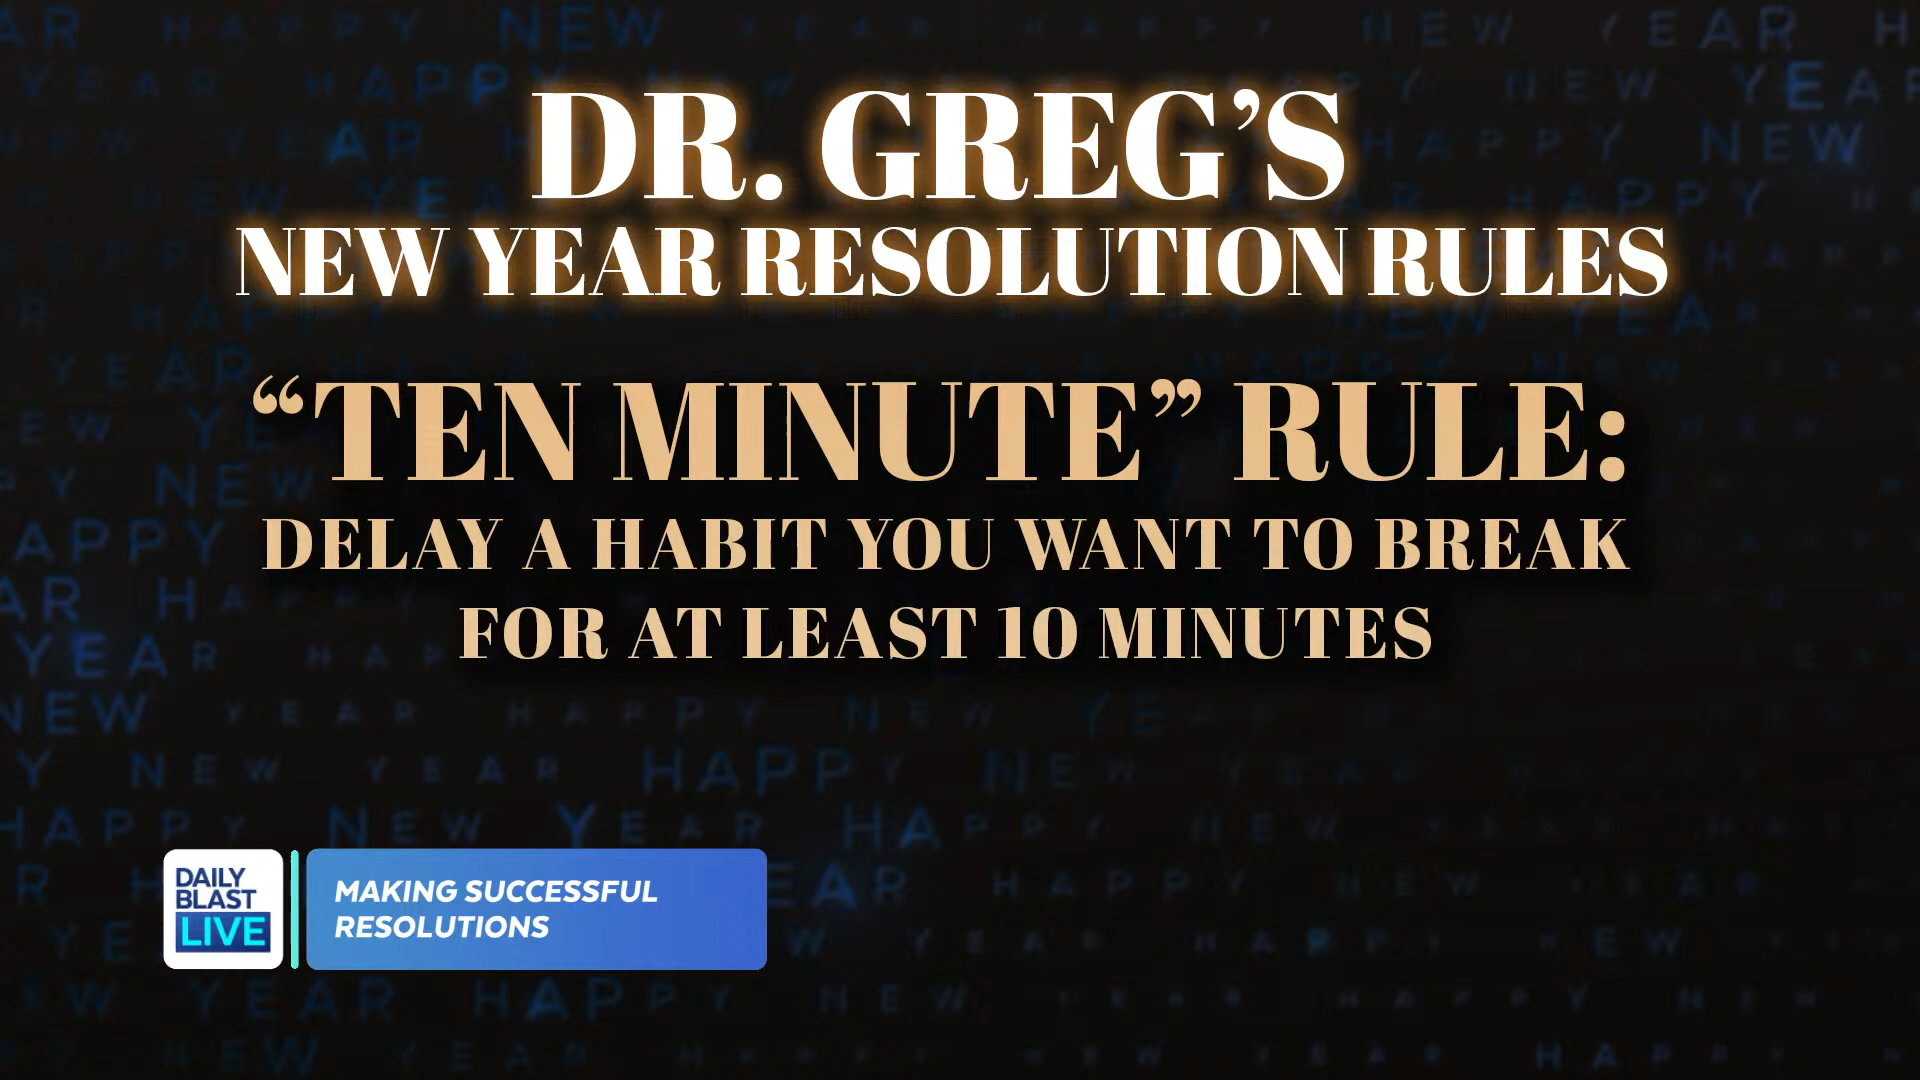 DR. GREG’S
NEW YEAR RESOLUTION RULES
“TEN MINUTE” RULE:
DELAY A HABIT YOU WANT TO BREAK
FOR AT LEAST 10 MINUTES
DAILY
BLAST
LIVE
MAKING SUCCESSFUL
RESOLUTIONS